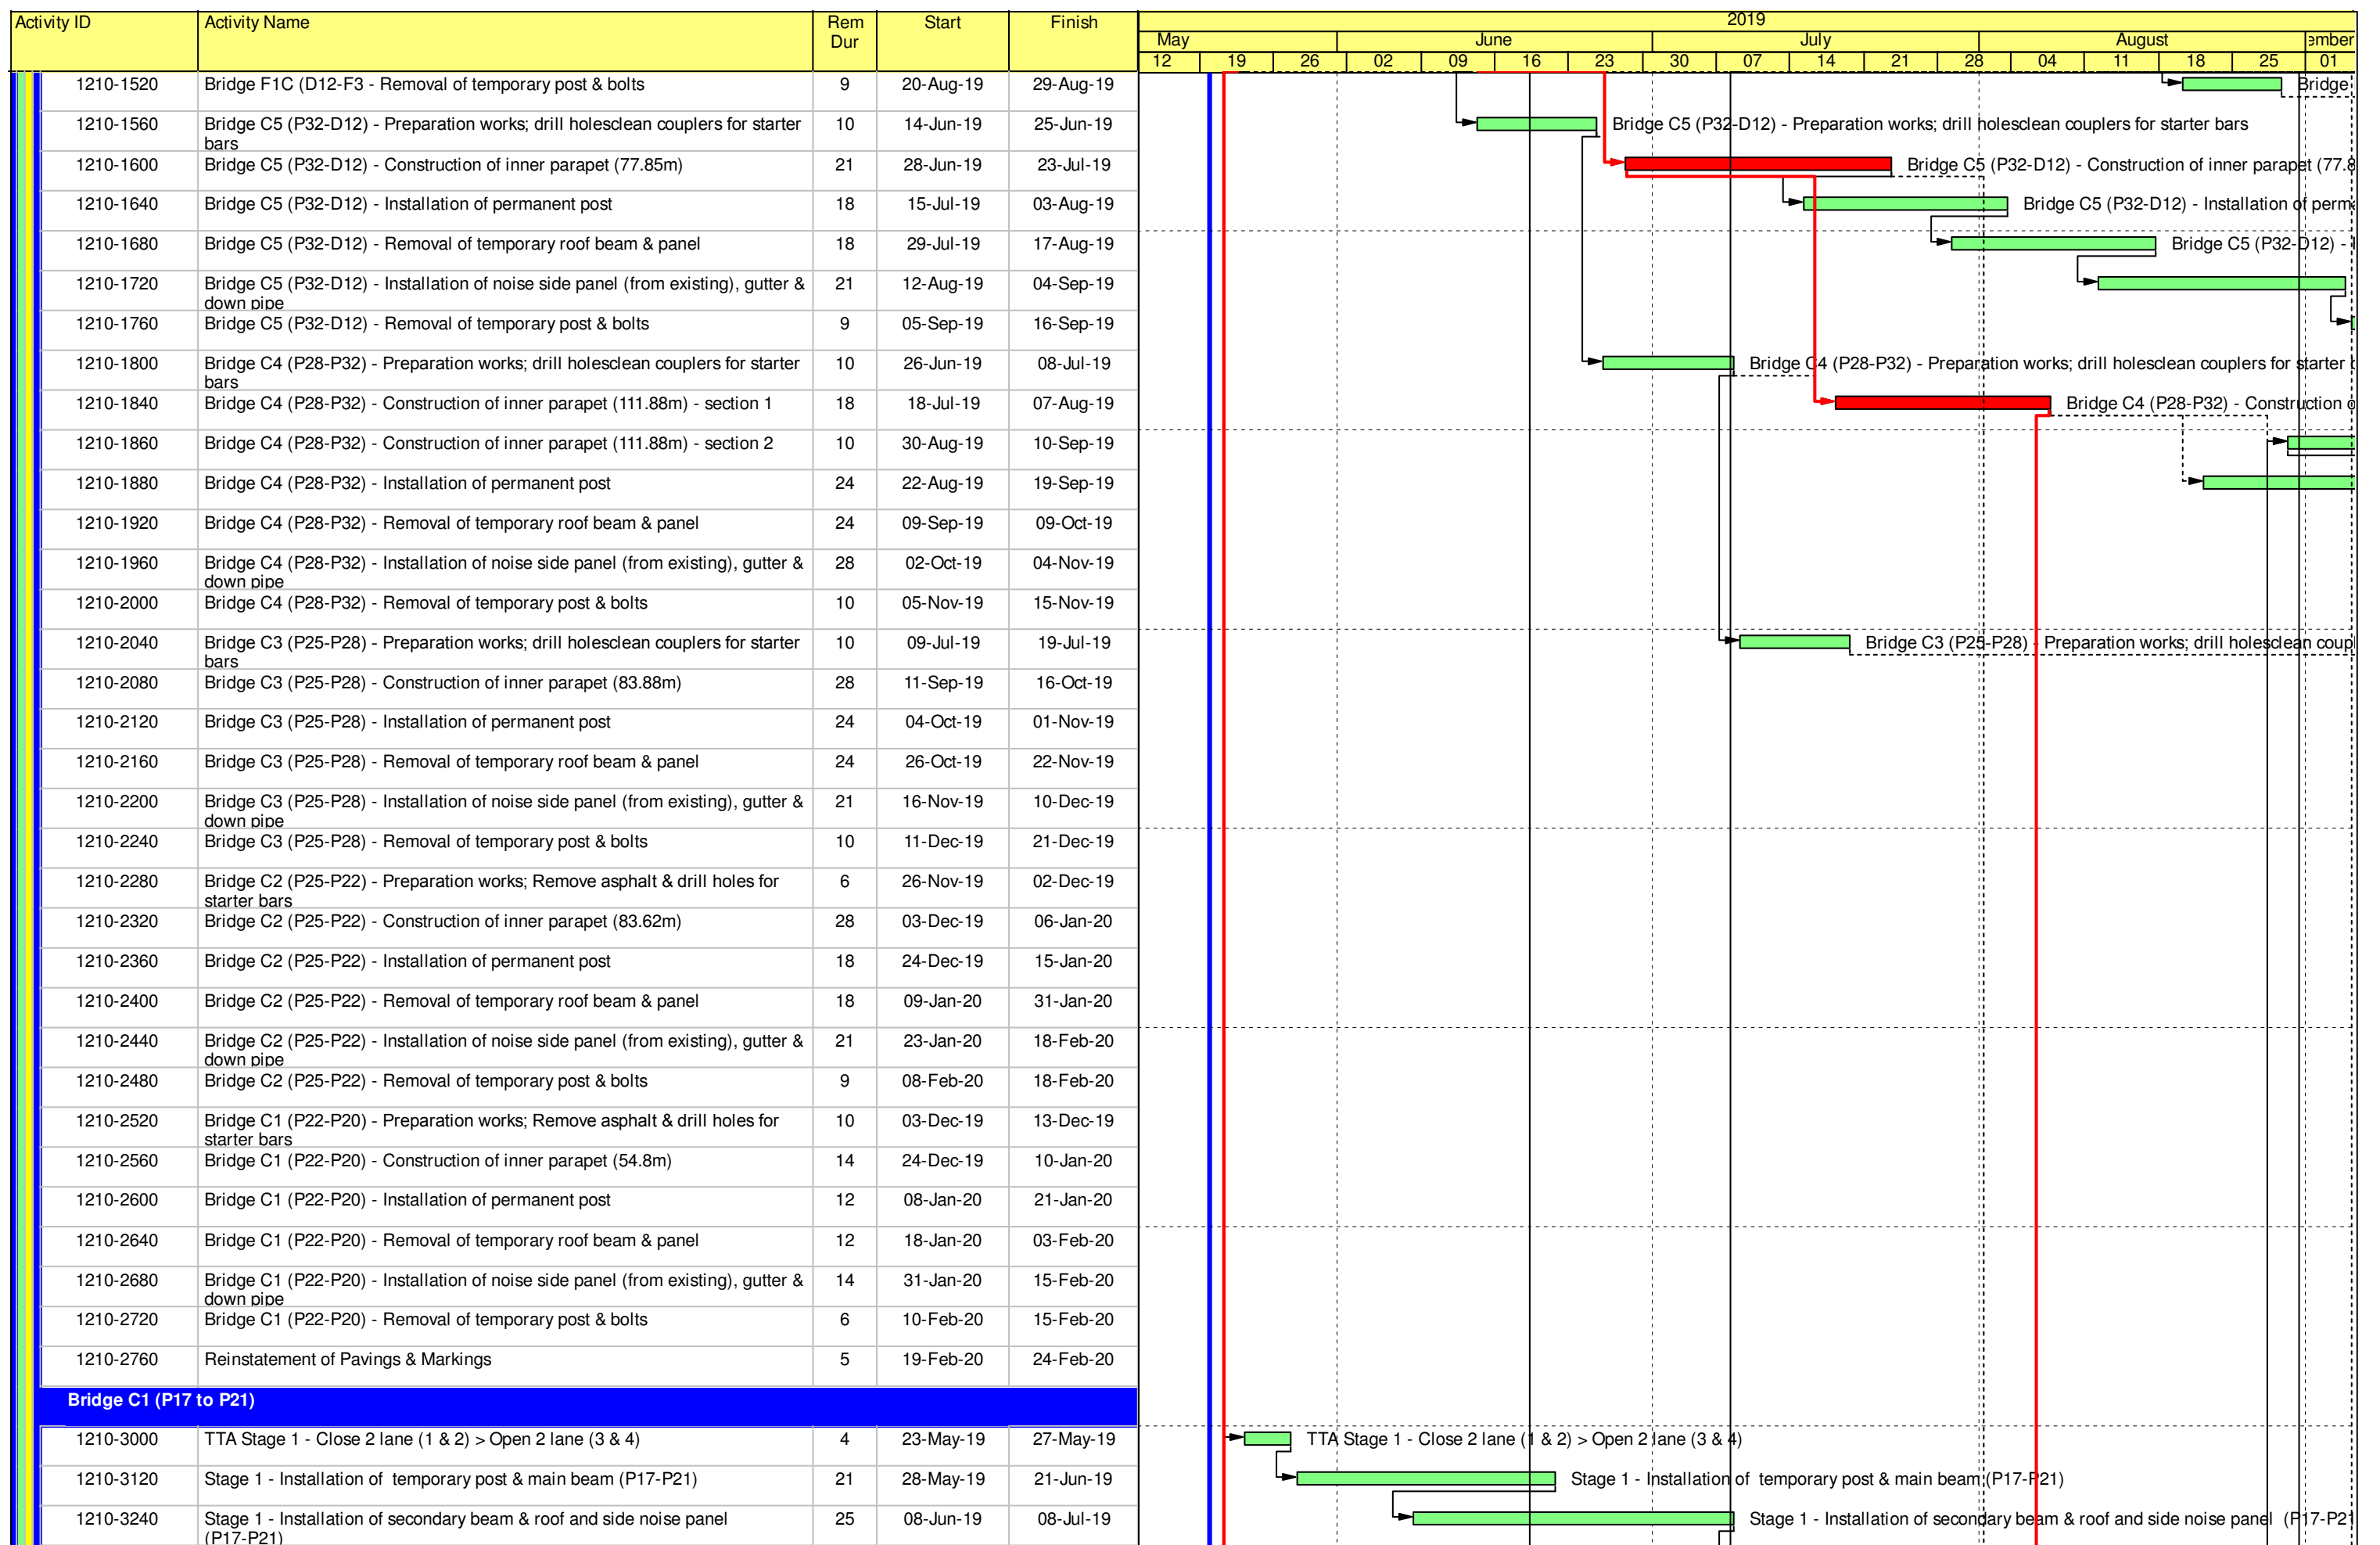 Activity ID Activity Name Rem Dur Start Finish 2019
May June July August ember
12 19 26 02 09 16 23 30 07 14 21 28 04 11 18 25 01
1210-1520 Bridge F1C (D12-F3 - Removal of temporary post & bolts 9 20-Aug-19 29-Aug-19 Bridge
1210-1560 Bridge C5 (P32-D12) - Preparation works; drill holesclean couplers for starter bars 10 14-Jun-19 25-Jun-19 Bridge C5 (P32-D12) - Preparation works; drill holesclean couplers for starter bars
1210-1600 Bridge C5 (P32-D12) - Construction of inner parapet (77.85m) 21 28-Jun-19 23-Jul-19 Bridge C5 (P32-D12) - Construction of inner parapet (77.8
1210-1640 Bridge C5 (P32-D12) - Installation of permanent post 18 15-Jul-19 03-Aug-19 Bridge C5 (P32-D12) - Installation of perm
1210-1680 Bridge C5 (P32-D12) - Removal of temporary roof beam & panel 18 29-Jul-19 17-Aug-19 Bridge C5 (P32-D12) -
1210-1720 Bridge C5 (P32-D12) - Installation of noise side panel (from existing), gutter & down pipe 21 12-Aug-19 04-Sep-19
1210-1760 Bridge C5 (P32-D12) - Removal of temporary post & bolts 9 05-Sep-19 16-Sep-19
1210-1800 Bridge C4 (P28-P32) - Preparation works; drill holesclean couplers for starter bars 10 26-Jun-19 08-Jul-19 Bridge C4 (P28-P32) - Preparation works; drill holesclean couplers for starter
1210-1840 Bridge C4 (P28-P32) - Construction of inner parapet (111.88m) - section 1 18 18-Jul-19 07-Aug-19 Bridge C4 (P28-P32) - Construction o
1210-1860 Bridge C4 (P28-P32) - Construction of inner parapet (111.88m) - section 2 10 30-Aug-19 10-Sep-19
1210-1880 Bridge C4 (P28-P32) - Installation of permanent post 24 22-Aug-19 19-Sep-19
1210-1920 Bridge C4 (P28-P32) - Removal of temporary roof beam & panel 24 09-Sep-19 09-Oct-19
1210-1960 Bridge C4 (P28-P32) - Installation of noise side panel (from existing), gutter & down pipe 28 02-Oct-19 04-Nov-19
1210-2000 Bridge C4 (P28-P32) - Removal of temporary post & bolts 10 05-Nov-19 15-Nov-19
1210-2040 Bridge C3 (P25-P28) - Preparation works; drill holesclean couplers for starter bars 10 09-Jul-19 19-Jul-19 Bridge C3 (P25-P28) - Preparation works; drill holesclean coupl
1210-2080 Bridge C3 (P25-P28) - Construction of inner parapet (83.88m) 28 11-Sep-19 16-Oct-19
1210-2120 Bridge C3 (P25-P28) - Installation of permanent post 24 04-Oct-19 01-Nov-19
1210-2160 Bridge C3 (P25-P28) - Removal of temporary roof beam & panel 24 26-Oct-19 22-Nov-19
1210-2200 Bridge C3 (P25-P28) - Installation of noise side panel (from existing), gutter & down pipe 21 16-Nov-19 10-Dec-19
1210-2240 Bridge C3 (P25-P28) - Removal of temporary post & bolts 10 11-Dec-19 21-Dec-19
1210-2280 Bridge C2 (P25-P22) - Preparation works; Remove asphalt & drill holes for starter bars 6 26-Nov-19 02-Dec-19
1210-2320 Bridge C2 (P25-P22) - Construction of inner parapet (83.62m) 28 03-Dec-19 06-Jan-20
1210-2360 Bridge C2 (P25-P22) - Installation of permanent post 18 24-Dec-19 15-Jan-20
1210-2400 Bridge C2 (P25-P22) - Removal of temporary roof beam & panel 18 09-Jan-20 31-Jan-20
1210-2440 Bridge C2 (P25-P22) - Installation of noise side panel (from existing), gutter & down pipe 21 23-Jan-20 18-Feb-20
1210-2480 Bridge C2 (P25-P22) - Removal of temporary post & bolts 9 08-Feb-20 18-Feb-20
1210-2520 Bridge C1 (P22-P20) - Preparation works; Remove asphalt & drill holes for starter bars 10 03-Dec-19 13-Dec-19
1210-2560 Bridge C1 (P22-P20) - Construction of inner parapet (54.8m) 14 24-Dec-19 10-Jan-20
1210-2600 Bridge C1 (P22-P20) - Installation of permanent post 12 08-Jan-20 21-Jan-20
1210-2640 Bridge C1 (P22-P20) - Removal of temporary roof beam & panel 12 18-Jan-20 03-Feb-20
1210-2680 Bridge C1 (P22-P20) - Installation of noise side panel (from existing), gutter & down pipe 14 31-Jan-20 15-Feb-20
1210-2720 Bridge C1 (P22-P20) - Removal of temporary post & bolts 6 10-Feb-20 15-Feb-20
1210-2760 Reinstatement of Pavings & Markings 5 19-Feb-20 24-Feb-20
Bridge C1 (P17 to P21)
1210-3000 TTA Stage 1 - Close 2 lane (1 & 2) > Open 2 lane (3 & 4) 4 23-May-19 27-May-19 TTA Stage 1 - Close 2 lane (1 & 2) > Open 2 lane (3 & 4)
1210-3120 Stage 1 - Installation of temporary post & main beam (P17-P21) 21 28-May-19 21-Jun-19 Stage 1 - Installation of temporary post & main beam (P17-P21)
1210-3240 Stage 1 - Installation of secondary beam & roof and side noise panel (P17-P21) 25 08-Jun-19 08-Jul-19 Stage 1 - Installation of secondary beam & roof and side noise panel (P17-P21